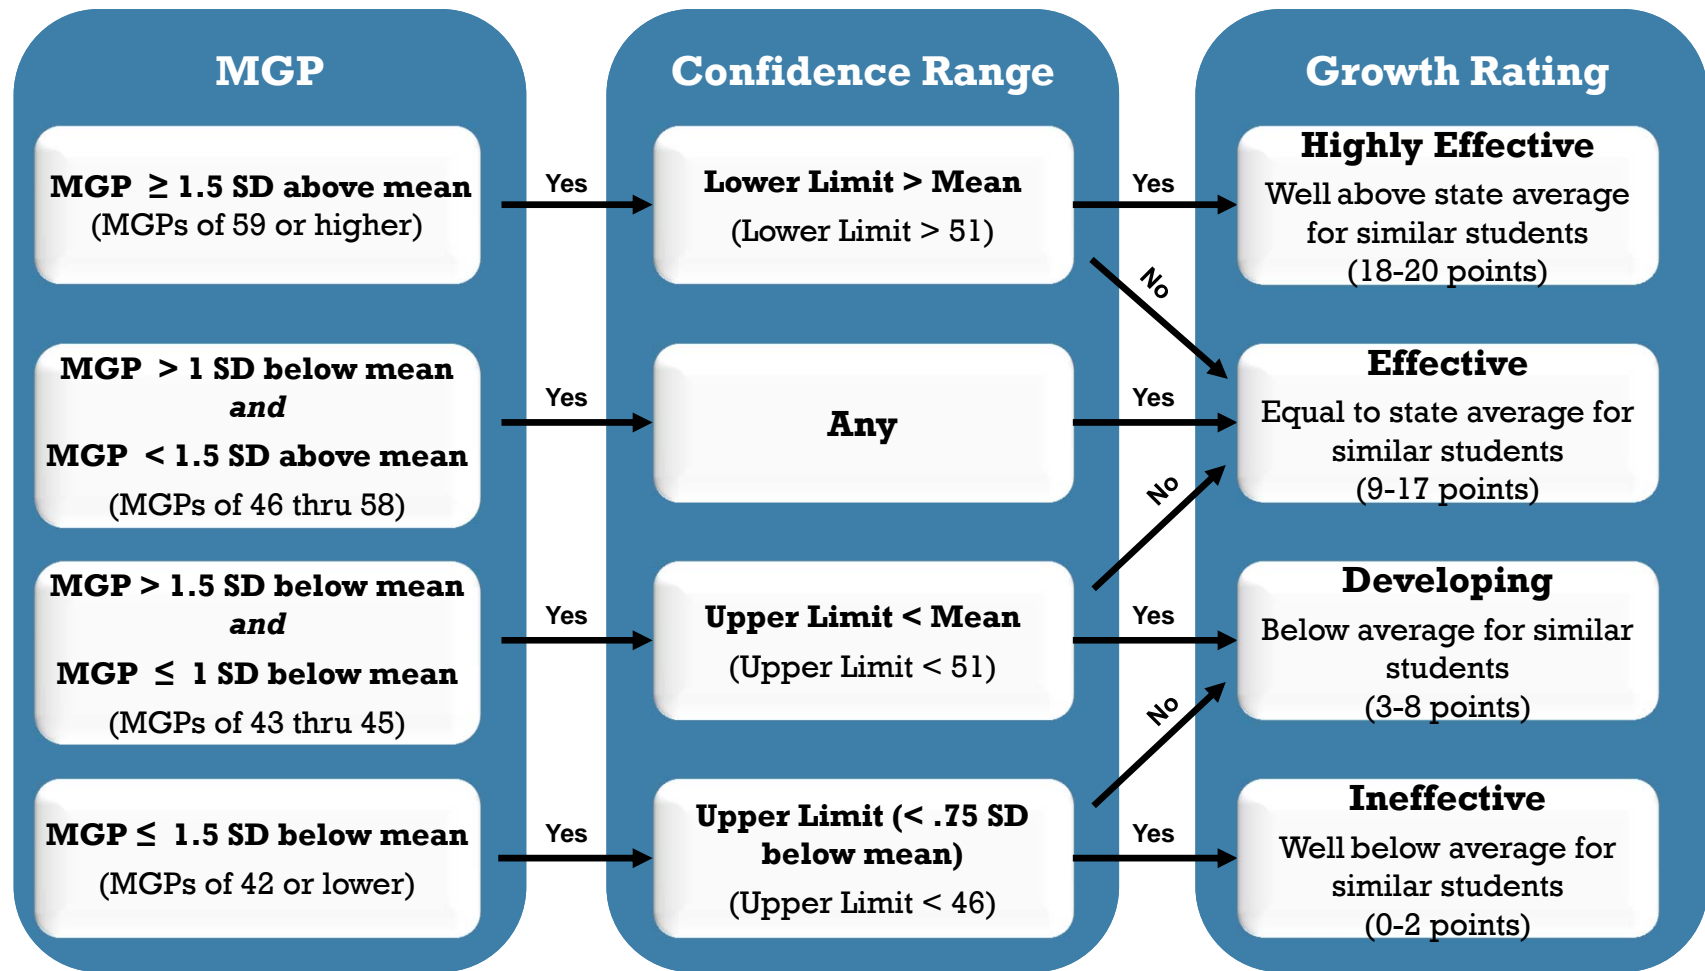 MGP
Confidence Range
Growth Rating
MGP ≥ 1.5 SD above mean
(MGPs of 59 or higher)
Yes
Lower Limit > Mean
(Lower Limit > 51)
Yes
No
Highly Effective
Well above state average
for similar students
(18-20 points)
MGP > 1 SD below mean
and
MGP < 1.5 SD above mean
(MGPs of 46 thru 58)
Yes
Any
Yes
Effective
Equal to state average for
similar students
(9-17 points)
MGP > 1.5 SD below mean
and
MGP ≤ 1 SD below mean
(MGPs of 43 thru 45)
Yes
Upper Limit < Mean
(Upper Limit < 51)
No
Yes
Developing
Below average for similar
students
(3-8 points)
MGP ≤ 1.5 SD below mean
(MGPs of 42 or lower)
Yes
Upper Limit (< .75 SD
below mean)
(Upper Limit < 46)
No
Yes
Ineffective
Well below average for
similar students
(0-2 points)